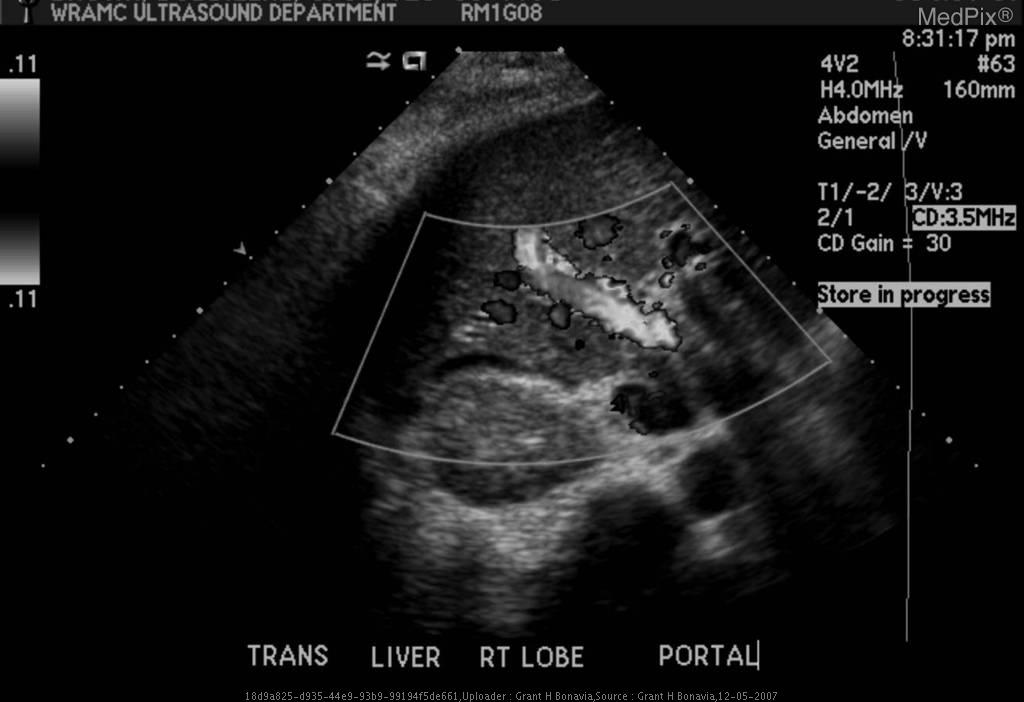 WRAMC ULTRASOUND DEPARTMENT RM1G08
MedPix®
8:31:17 pm
.11
4V2 #63
H4.0MHz 160mm
Abdomen
General /V
T1/-2/ 3/V:3
2/1 CD:3.5MHz
CD Gain = 30
Store in progress
.11
TRANS LIVER RT LOBE PORTAL
18d9a825-d935-44e9-93b9-99194f5de661,Uploader : Grant H Bonavia,Source : Grant H Bonavia,12-05-2007